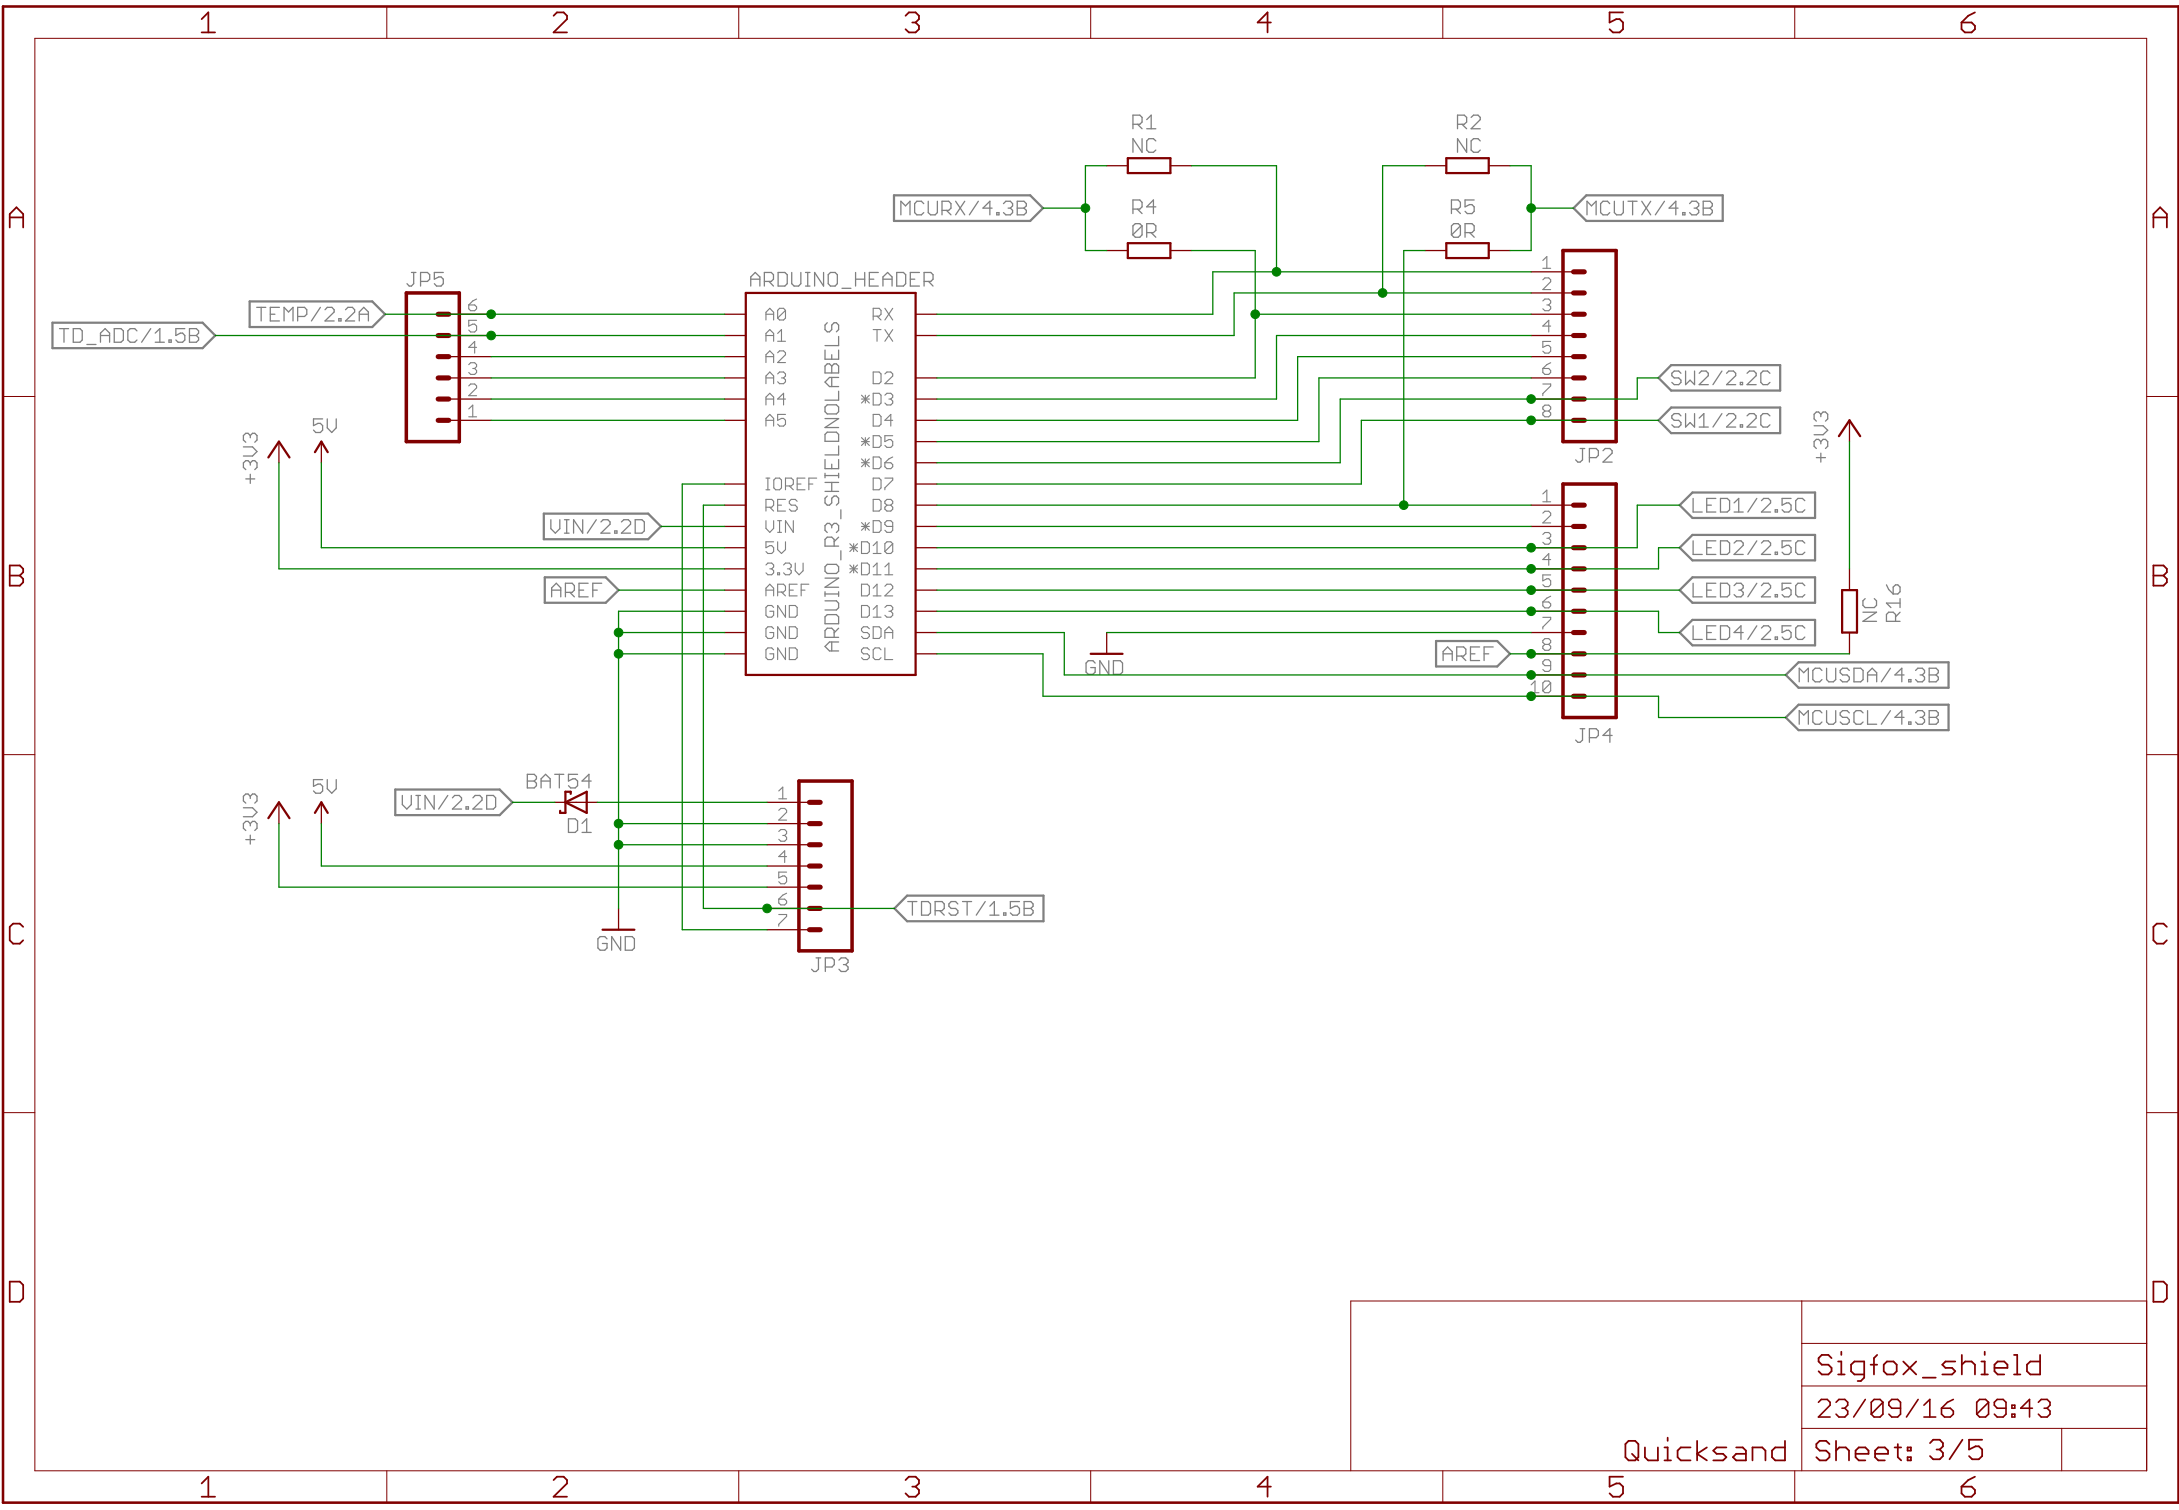 1 2 3 4 5 6
A A
B B
C C
D D
R1
NC
R2
NC
MCURX/4.3B
R4
0R
R5
0R
MCUTX/4.3B
JP5
TEMP/2.2A
TD_ADC/1.5B
6
5
4
3
2
1
+3V3
5V
VIN/2.2D
AREF
ARDUINO_HEADER
ARDUINO_R3_SHIELDNOLABELS
A0
A1
A2
A3
A4
A5
IOREF
RES
VIN
5V
3.3V
AREF
GND
GND
GND
RX
TX
D2
*D3
D4
*D5
*D6
D7
D8
*D9
*D10
*D11
D12
D13
SDA
SCL
1
2
3
4
5
6
7
8
JP2
SW2/2.2C
SW1/2.2C
+3V3
1
2
3
4
5
6
7
8
9
10
JP4
GND
AREF
LED1/2.5C
LED2/2.5C
LED3/2.5C
LED4/2.5C
NC
R16
MCUSDA/4.3B
MCUSCL/4.3B
+3V3
5V
VIN/2.2D
BAT54
D1
GND
1
2
3
4
5
6
7
JP3
TDRST/1.5B
Sigfox_shield
23/09/16 09:43
Quicksand
Sheet: 3/5
1 2 3 4 5 6